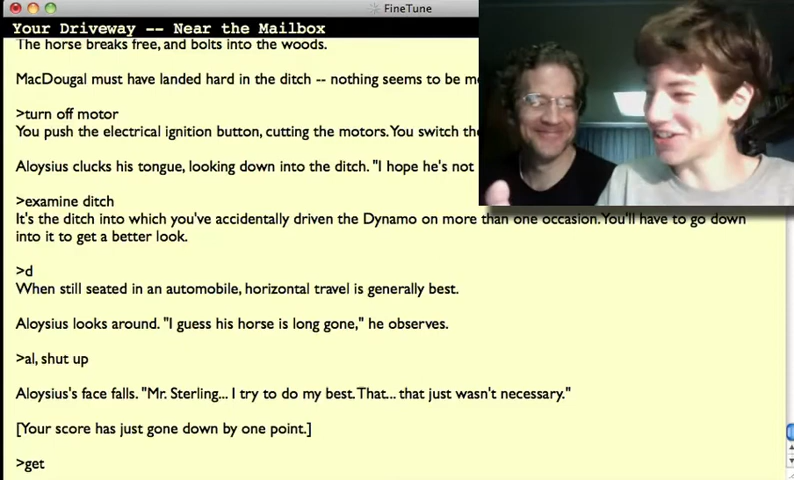 FineTune
Your Driveway -- Near the Mailbox
The horse breaks free, and bolts into the woods.
MacDougal must have landed hard in the ditch -- nothing seems to be
>turn off motor
You push the electrical ignition button, cutting the motors. You switch
Aloysius clucks his tongue, looking down into the ditch. "I hope he's not
>examine ditch
It's the ditch into which you've accidentally driven the Dynamo on more than one occasion. You'll have to go down
into it to get a better look.
>d
When still seated in an automobile, horizontal travel is generally best.
Aloysius looks around. "I guess his horse is long gone," he observes.
>al, shut up
Aloysius's face falls. "Mr. Sterling... I try to do my best. That... that just wasn't necessary."
[Your score has just gone down by one point.]
>get